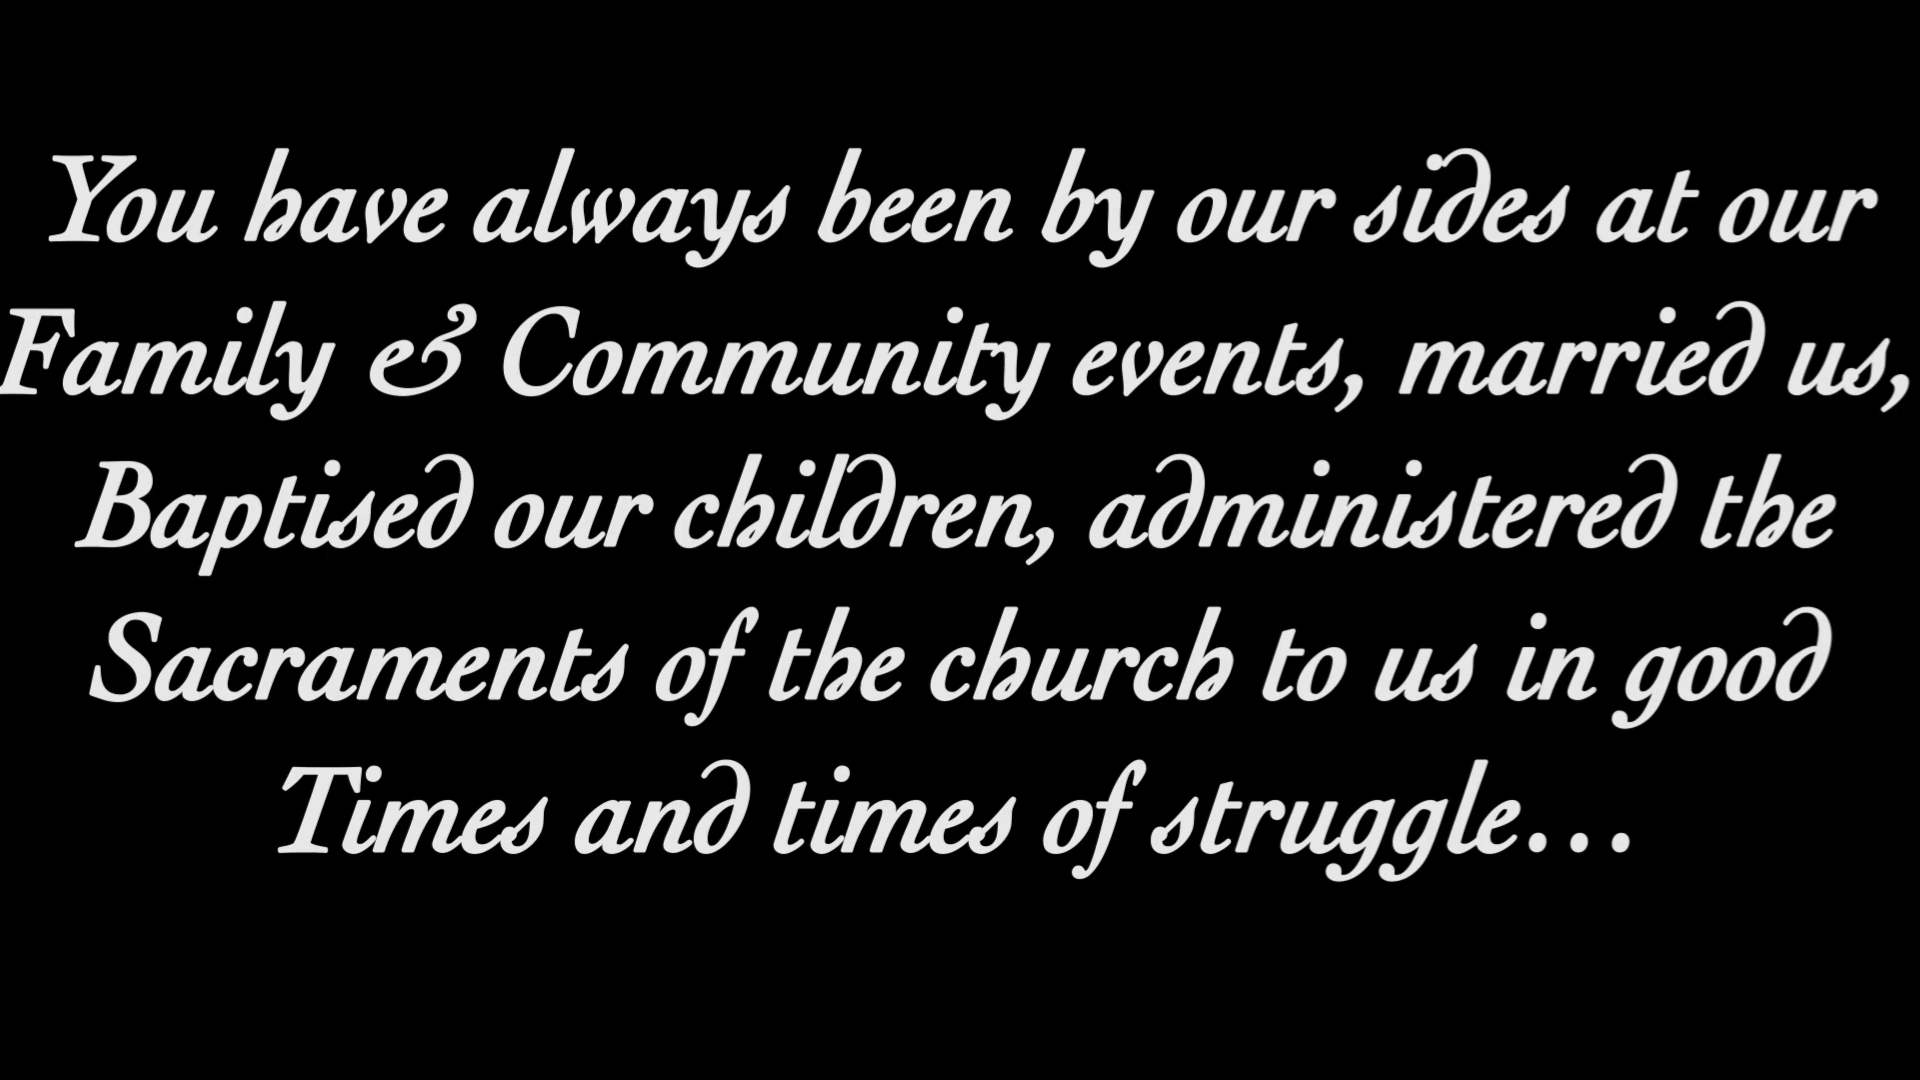 You have always been by our sides at our
Family & Community events, married us,
Baptised our children, administered the
Sacraments of the church to us in good
Times and times of struggle...